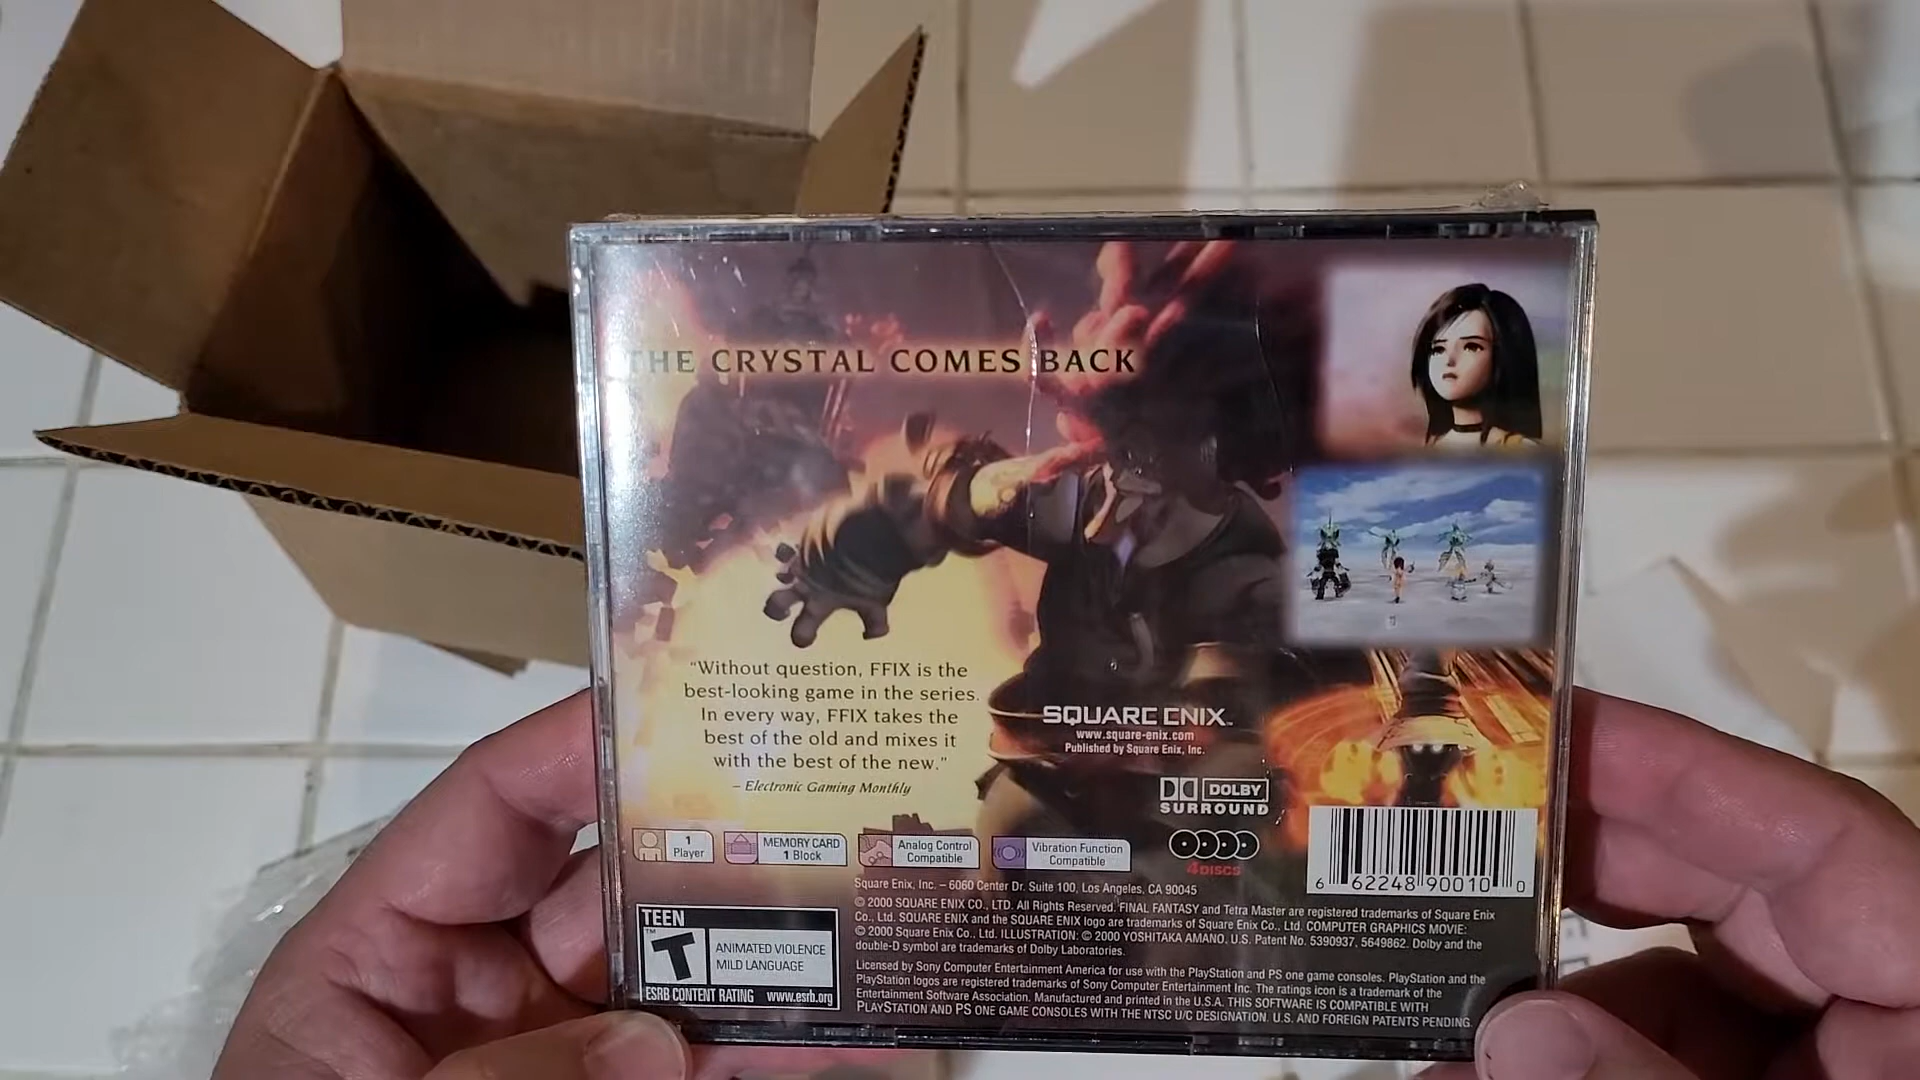 THE CRYSTAL COMES BACK
"Without question, FFIX is the
best-looking game in the series.
In every way, FFIX takes the
best of the old and mixes it
with the best of the new."
– Electronic Gaming Monthly
SQUARE ENIX™
www.square-enix.com
Published by Square Enix, Inc.
DOLBY
SURROUND
1
Player
MEMORY CARD
1 Block
Analog Control
Compatible
Vibration Function
Compatible
4 DISCS
6 62248 90010 0
Square Enix, Inc. – 6060 Center Dr. Suite 100, Los Angeles, CA 90045
© 2000 SQUARE ENIX CO., LTD. All Rights Reserved. FINAL FANTASY and Tetra Master are registered trademarks of Square Enix
Co., Ltd. SQUARE ENIX and the SQUARE ENIX logo are trademarks of Square Enix Co., Ltd. COMPUTER GRAPHICS MOVIE:
© 2000 Square Enix Co., Ltd. ILLUSTRATION: © 2000 YOSHITAKA AMANO. U.S. Patent No. 5390937, 5649862. Dolby and the
double-D symbol are trademarks of Dolby Laboratories.
Licensed by Sony Computer Entertainment America for use with the PlayStation and PS one game consoles. PlayStation and the
PlayStation logos are registered trademarks of Sony Computer Entertainment Inc. The ratings icon is a trademark of the
Entertainment Software Association. Manufactured and printed in the U.S.A. THIS SOFTWARE IS COMPATIBLE WITH
PLAYSTATION AND PS ONE GAME CONSOLES WITH THE NTSC U/C DESIGNATION. U.S. AND FOREIGN PATENTS PENDING.
TEEN
T™
ANIMATED VIOLENCE
MILD LANGUAGE
ESRB CONTENT RATING www.esrb.org